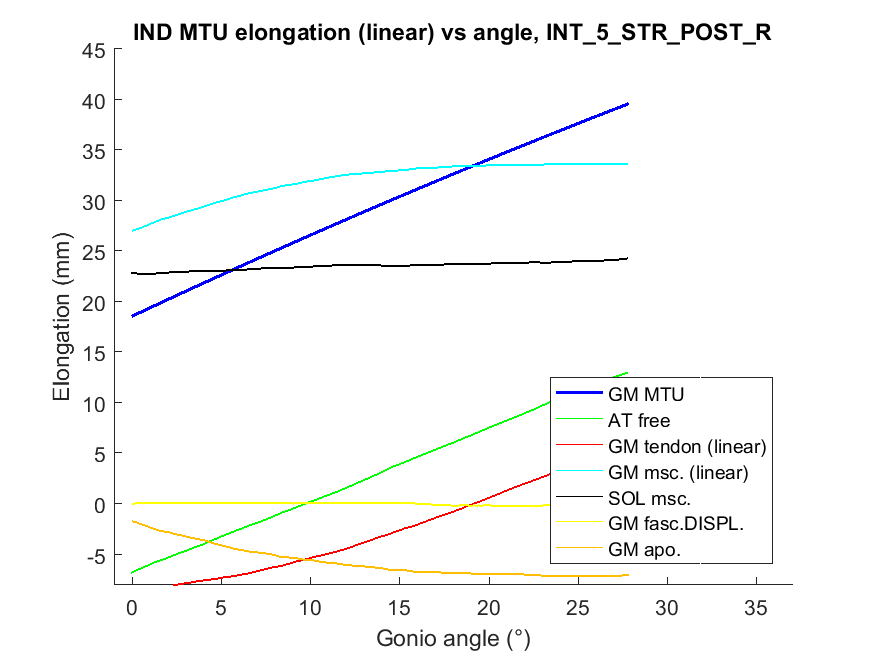 IND MTU elongation (linear) vs angle, INT_5_STR_POST_R
45
40
35
30
25
20
15
10
5
0
-5
Elongation (mm)
GM MTU
AT free
GM tendon (linear)
GM msc. (linear)
SOL msc.
GM fasc.DISPL.
GM apo.
0 5 10 15 20 25 30 35
Gonio angle (°)